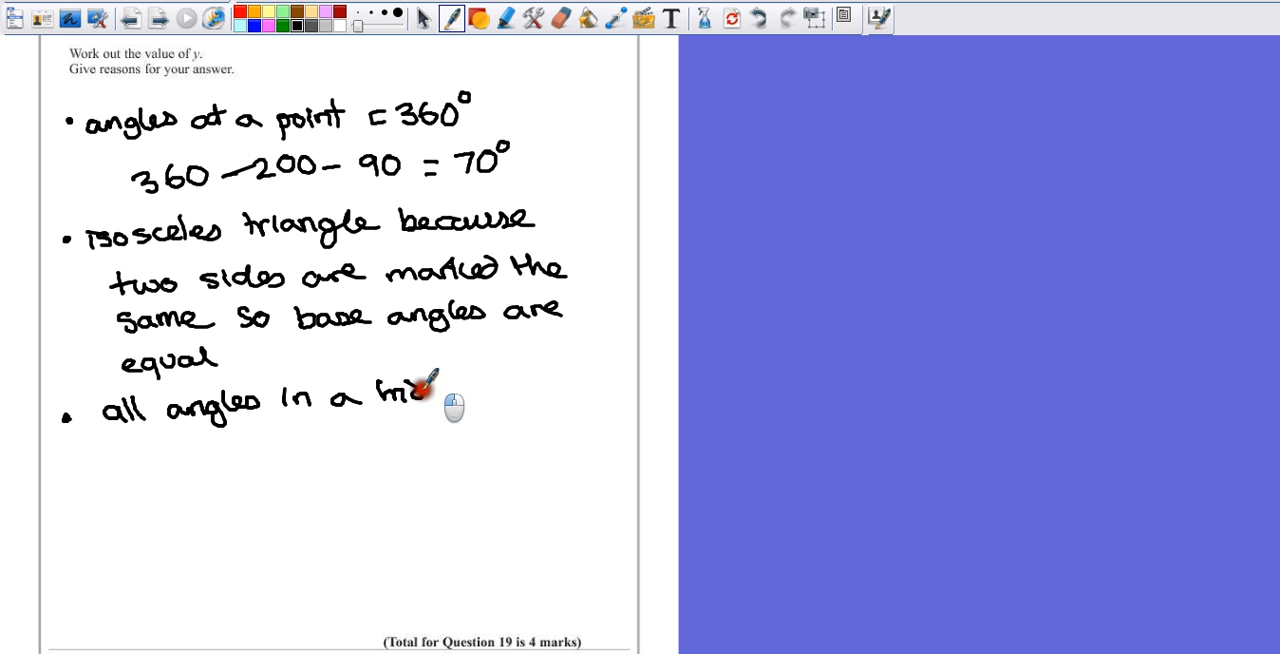 Work out the value of y.
Give reasons for your answer.
• angles at a point = 360°
360 - 200 - 90 = 70°
• isosceles triangle because
two sides are marked the
same so base angles are
equal
• all angles in a tri
(Total for Question 19 is 4 marks)